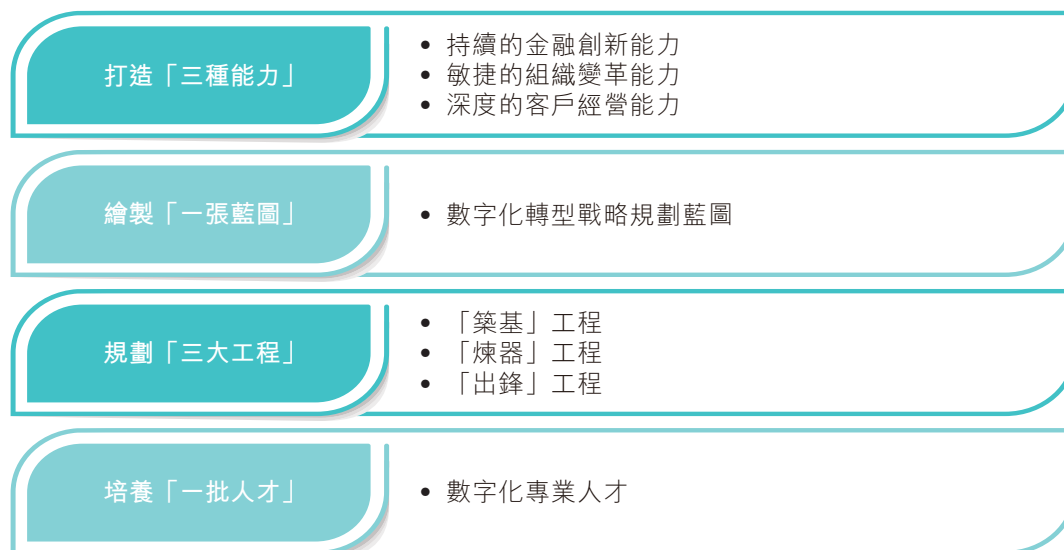 打造「三種能力」
• 持續的金融創新能力
• 敏捷的組織變革能力
• 深度的客戶經營能力
繪製「一張藍圖」
• 數字化轉型戰略規劃藍圖
規劃「三大工程」
• 「築基」工程
• 「煉器」工程
• 「出鋒」工程
培養「一批人才」
• 數字化專業人才